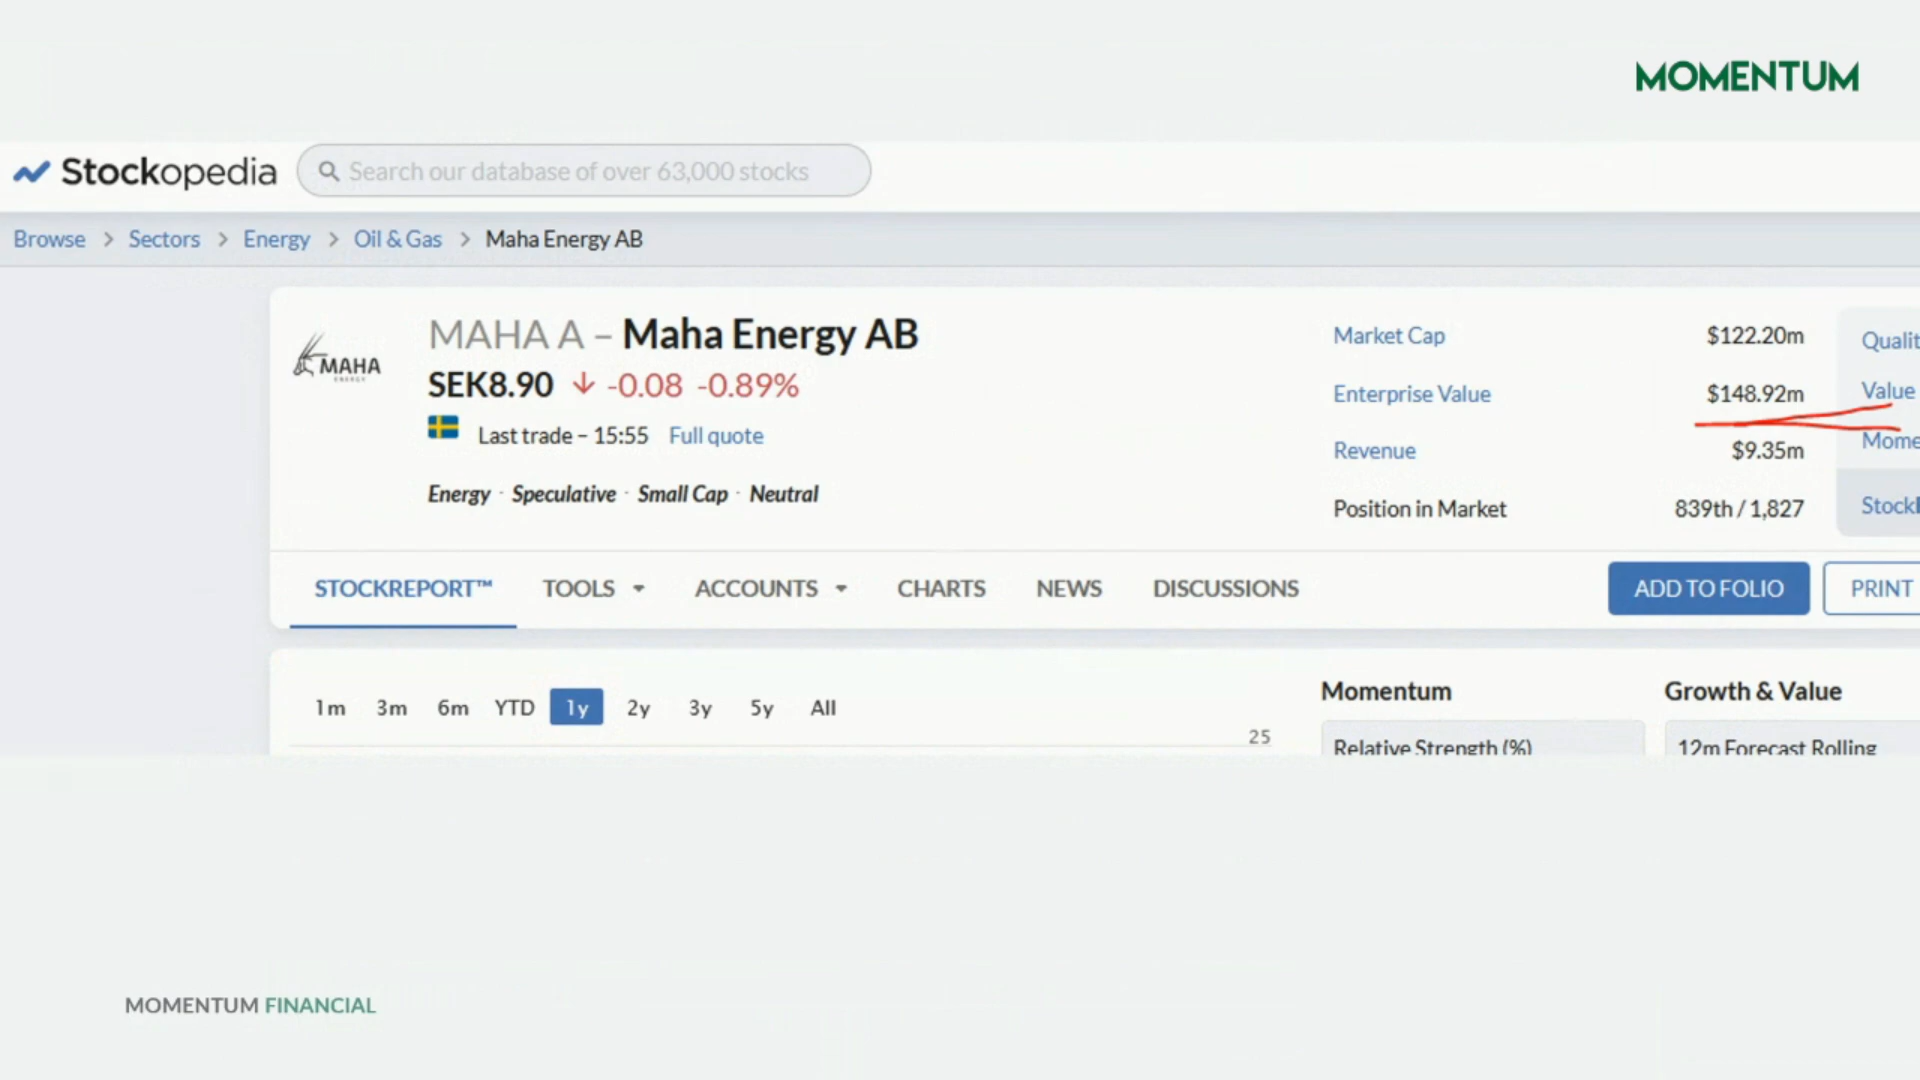 MOMENTUM
Stockopedia
Search our database of over 63,000 stocks
Browse > Sectors > Energy > Oil & Gas > Maha Energy AB
MAHA
ENERGY
MAHA A – Maha Energy AB
SEK8.90 ↓ -0.08 -0.89%
Last trade – 15:55 Full quote
Energy · Speculative · Small Cap · Neutral
Market Cap $122.20m
Enterprise Value $148.92m
Revenue $9.35m
Position in Market 839th / 1,827
Qualit
Value
Mome
Stock
STOCKREPORT™ TOOLS ACCOUNTS CHARTS NEWS DISCUSSIONS ADD TO FOLIO PRINT
1m 3m 6m YTD 1y 2y 3y 5y All
25
Momentum
Relative Strength (%)
Growth & Value
12m Forecast Rolling
MOMENTUM FINANCIAL